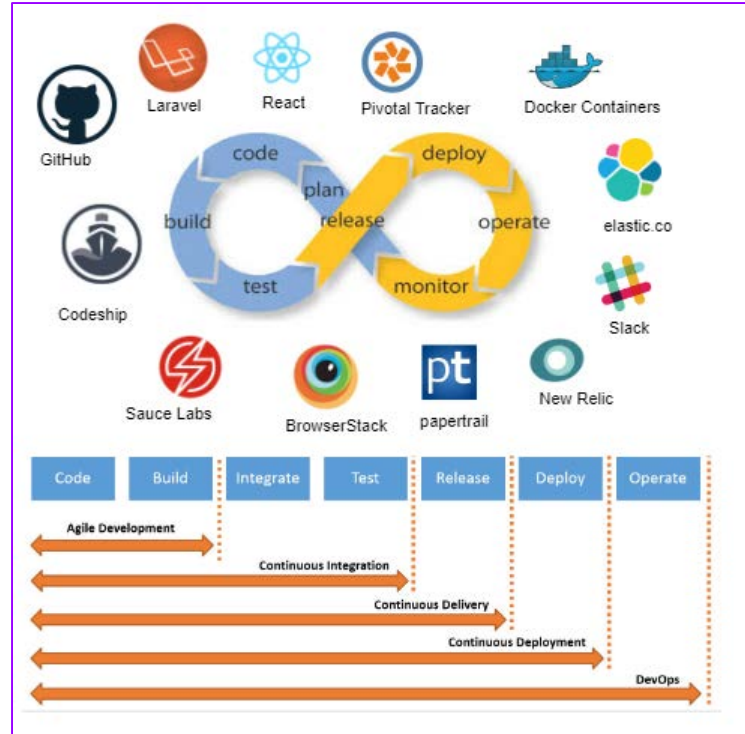 Laravel
React
Pivotal Tracker
Docker Containers
GitHub
code
deploy
plan
build
release
operate
elastic.co
test
monitor
Codeship
Slack
pt
Sauce Labs
BrowserStack
papertrail
New Relic
Code Build Integrate Test Release Deploy Operate
Agile Development
Continuous Integration
Continuous Delivery
Continuous Deployment
DevOps